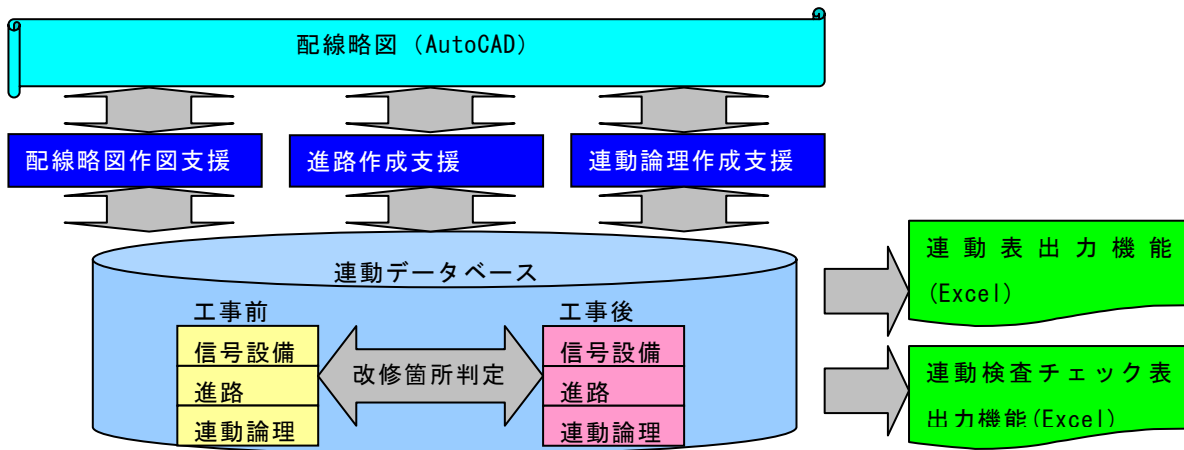 配線略図 (AutoCAD)
配線略図作図支援
進路作成支援
連動論理作成支援
連動データベース
工事前
工事後
信号設備
進路
連動論理
改修箇所判定
信号設備
進路
連動論理
連動表出力機能
(Excel)
連動検査チェック表
出力機能(Excel)